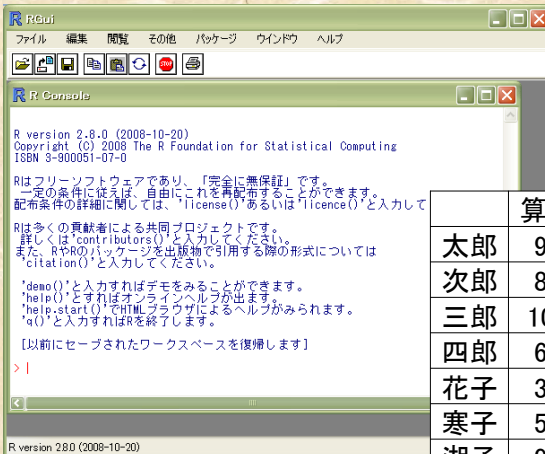 RGui
ファイル 編集 閲覧 その他 パッケージ ウインドウ ヘルプ
STOP
R Console
R version 2.8.0 (2008-10-20)
Copyright (C) 2008 The R Foundation for Statistical Computing
ISBN 3-900051-07-0
Rはフリーソフトウェアであり、「完全に無保証」です。
一定の条件に従えば、自由にこれを再配布することができます。
配布条件の詳細に関しては、'license()'あるいは'licence()'と入力して
Rは多くの貢献者による共同プロジェクトです。
詳しくは'contributors()'と入力してください。
また、RやRのパッケージを出版物で引用する際の形式については
'citation()'と入力してください。
'demo()'と入力すればデモをみることができます。
'help()'とすればオンラインヘルプが出ます。
'help.start()'でHTMLブラウザによるヘルプがみられます。
'q()'と入力すればRを終了します。
[以前にセーブされたワークスペースを復帰します]
>
R version 2.8.0 (2008-10-20)
算
太郎 9
次郎 8
三郎 10
四郎 6
花子 3
寒子 5